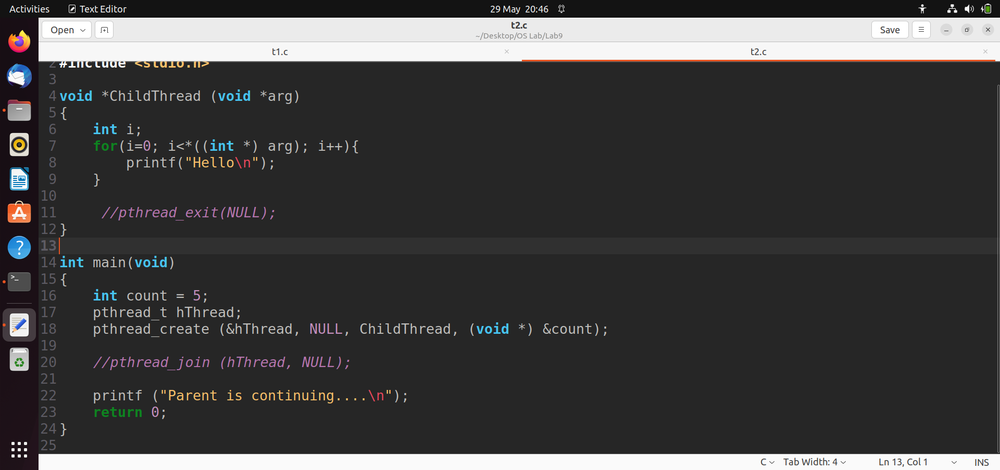 Activities Text Editor 29 May 20:46
Open t2.c Save
~/Desktop/OS Lab/Lab9
t1.c t2.c
2 #include <stdio.h>
3
4 void *ChildThread (void *arg)
5 {
6 int i;
7 for(i=0; i<*((int *) arg); i++){
8 printf("Hello\n");
9 }
10
11 //pthread_exit(NULL);
12 }
13
14 int main(void)
15 {
16 int count = 5;
17 pthread_t hThread;
18 pthread_create (&hThread, NULL, ChildThread, (void *) &count);
19
20 //pthread_join (hThread, NULL);
21
22 printf ("Parent is continuing....\n");
23 return 0;
24 }
25
C Tab Width: 4 Ln 13, Col 1 INS